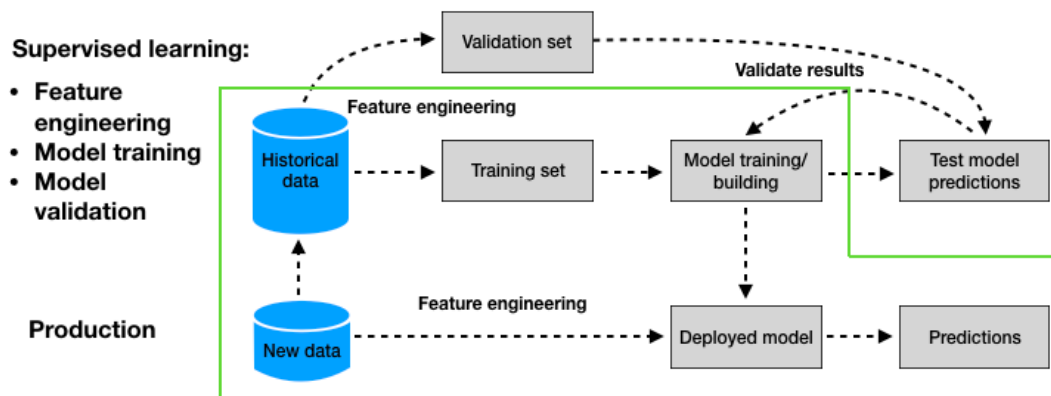 Supervised learning:
• Feature
engineering
• Model training
• Model
validation
Validation set
Validate results
Feature engineering
Historical
data
Training set
Model training/
building
Test model
predictions
Production
New data
Feature engineering
Deployed model
Predictions